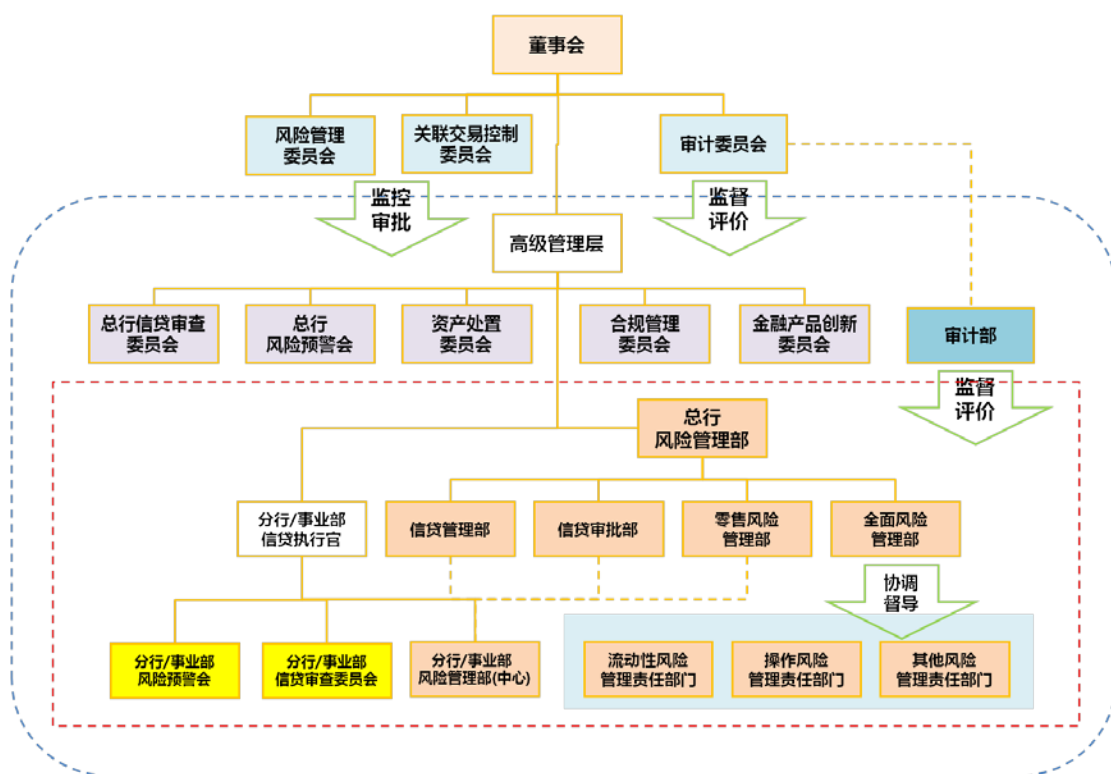 董事会
风险管理
委员会
关联交易控制
委员会
审计委员会
监控
审批
监督
评价
高级管理层
总行信贷审查
委员会
总行
风险预警会
资产处置
委员会
合规管理
委员会
金融产品创新
委员会
审计部
监督
评价
总行
风险管理部
分行/事业部
信贷执行官
信贷管理部
信贷审批部
零售风险
管理部
全面风险
管理部
协调
督导
分行/事业部
风险预警会
分行/事业部
信贷审查委员会
分行/事业部
风险管理部(中心)
流动性风险
管理责任部门
操作风险
管理责任部门
其他风险
管理责任部门